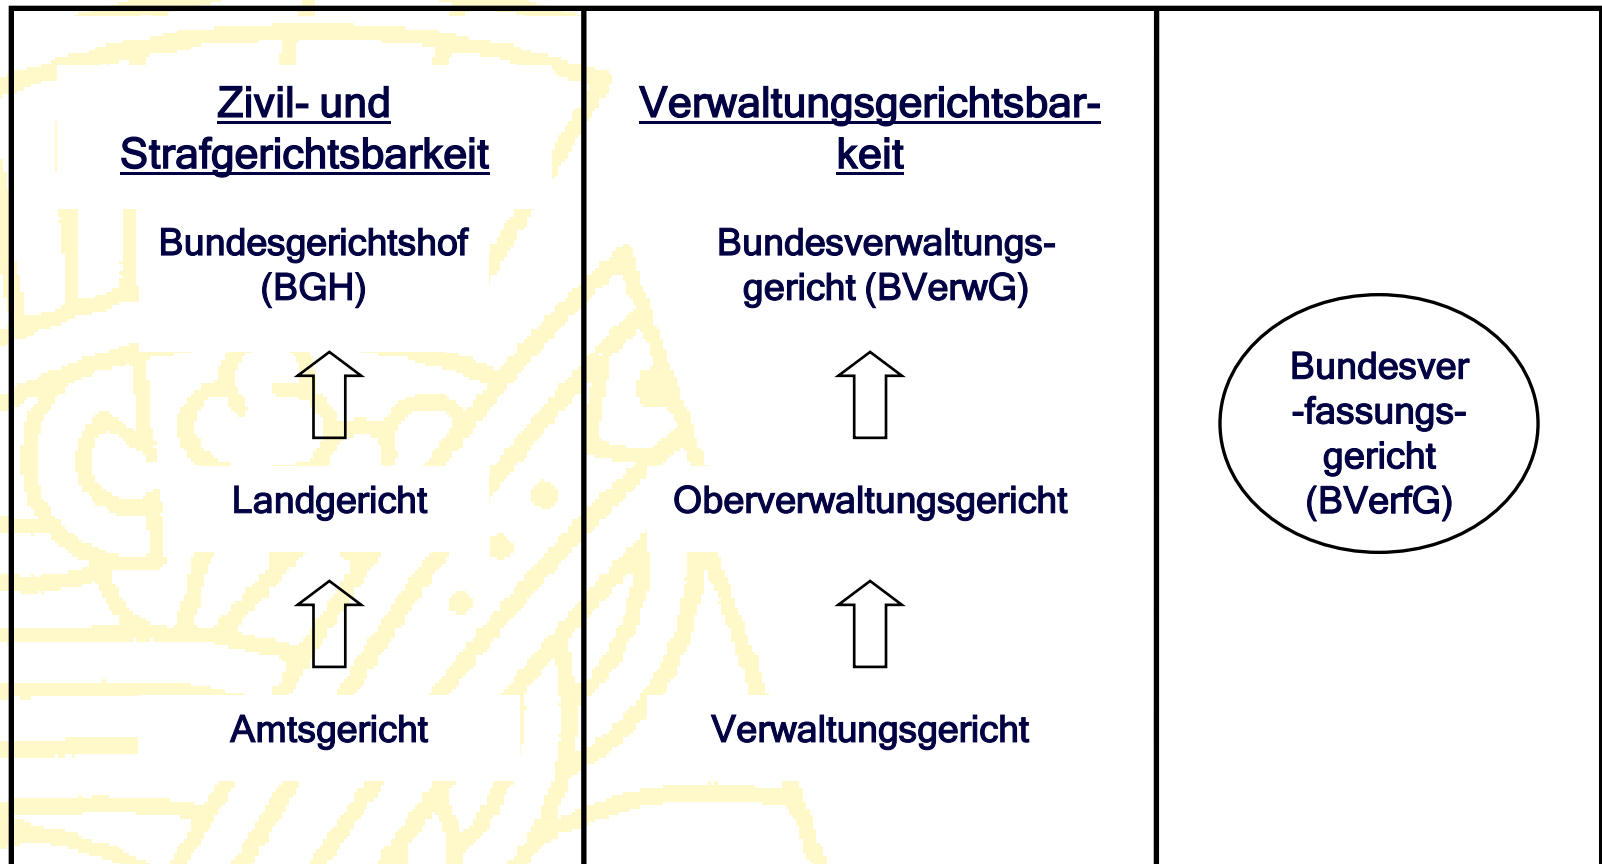 Zivil- und
Strafgerichtsbarkeit
Bundesgerichtshof
(BGH)
Landgericht
Amtsgericht
Verwaltungsgerichtsbar-
keit
Bundesverwaltungs-
gericht (BVerwG)
Oberverwaltungsgericht
Verwaltungsgericht
Bundesver
-fassungs-
gericht
(BVerfG)